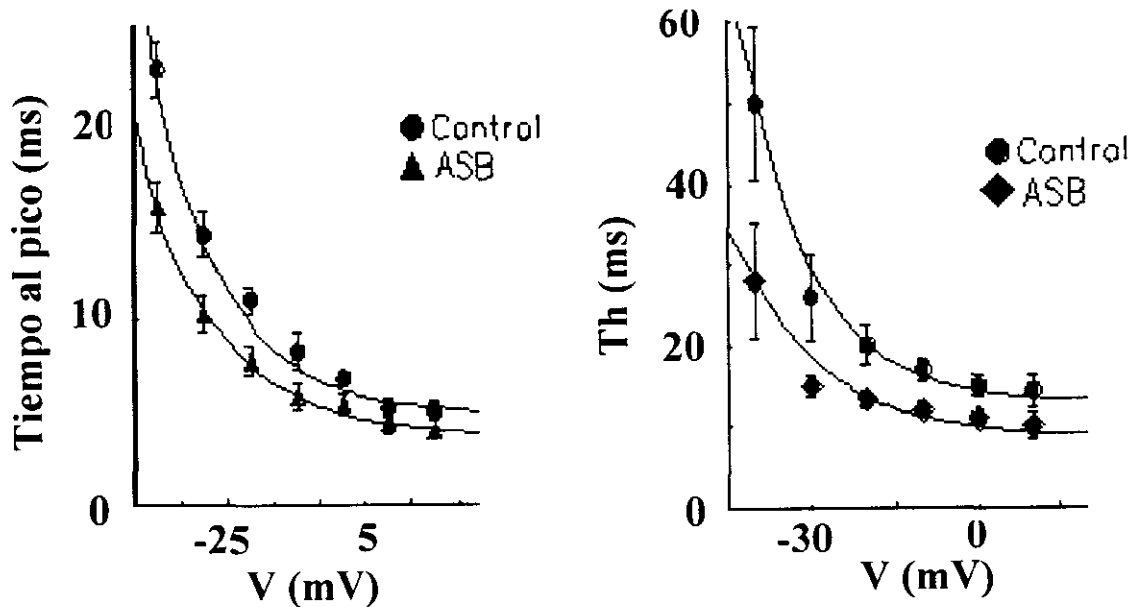 Tiempo al pico (ms)
20
10
0
Control
ASB
-25
5
V (mV)
Th (ms)
60
40
20
0
Control
ASB
-30
0
V (mV)